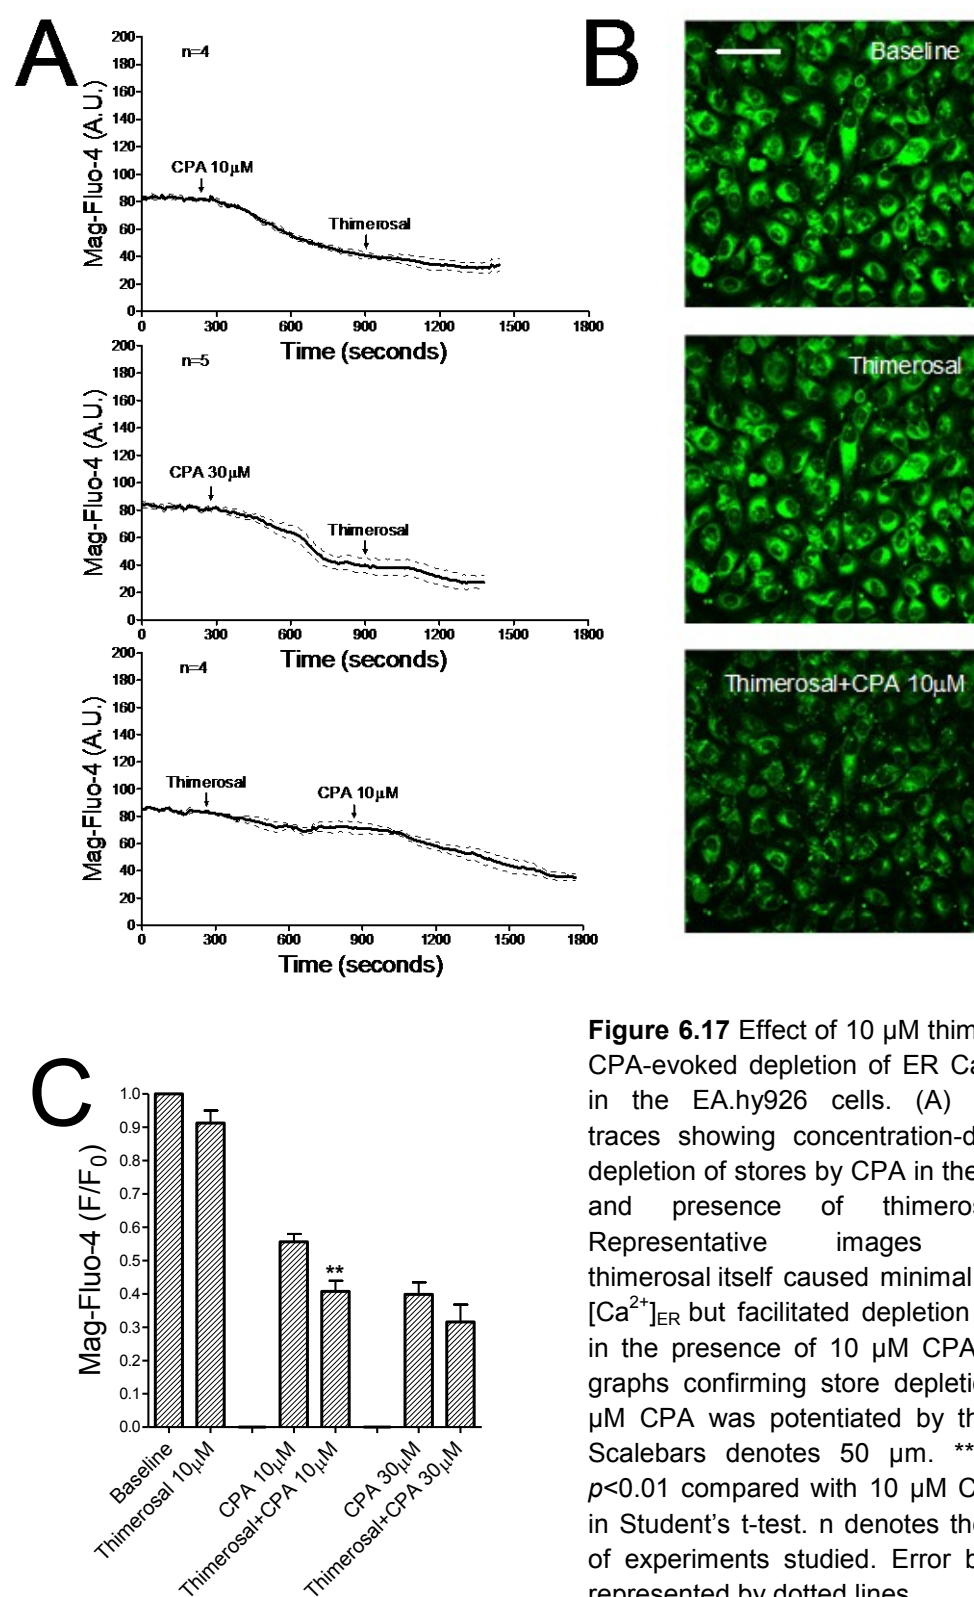 A
200
180
160
140
120
100
80
60
40
20
0
Mag-Fluo-4 (A.U.)
n=4
CPA 10µM
Thimerosal
0 300 600 900 1200 1500 1800
Time (seconds)
200
180
160
140
120
100
80
60
40
20
0
Mag-Fluo-4 (A.U.)
n=5
CPA 30µM
Thimerosal
0 300 600 900 1200 1500 1800
Time (seconds)
200
180
160
140
120
100
80
60
40
20
0
Mag-Fluo-4 (A.U.)
n=4
Thimerosal
CPA 10µM
0 300 600 900 1200 1500 1800
Time (seconds)
B
Baseline
Thimerosal
Thimerosal+CPA 10µM
C
1.0
0.9
0.8
0.7
0.6
0.5
0.4
0.3
0.2
0.1
0.0
Mag-Fluo-4 (F/F0)
**
Baseline
Thimerosal 10µM
CPA 10µM
Thimerosal+CPA 10µM
CPA 30µM
Thimerosal+CPA 30µM
Figure 6.17 Effect of 10 µM thim
CPA-evoked depletion of ER Ca
in the EA.hy926 cells. (A)
traces showing concentration-d
depletion of stores by CPA in the
and presence of thimeros
Representative images
thimerosal itself caused minimal
[Ca2+]ER but facilitated depletion
in the presence of 10 µM CPA
graphs confirming store depleti
µM CPA was potentiated by th
Scalebars denotes 50 µm. **
p<0.01 compared with 10 µM C
in Student's t-test. n denotes the
of experiments studied. Error b
represented by dotted lines